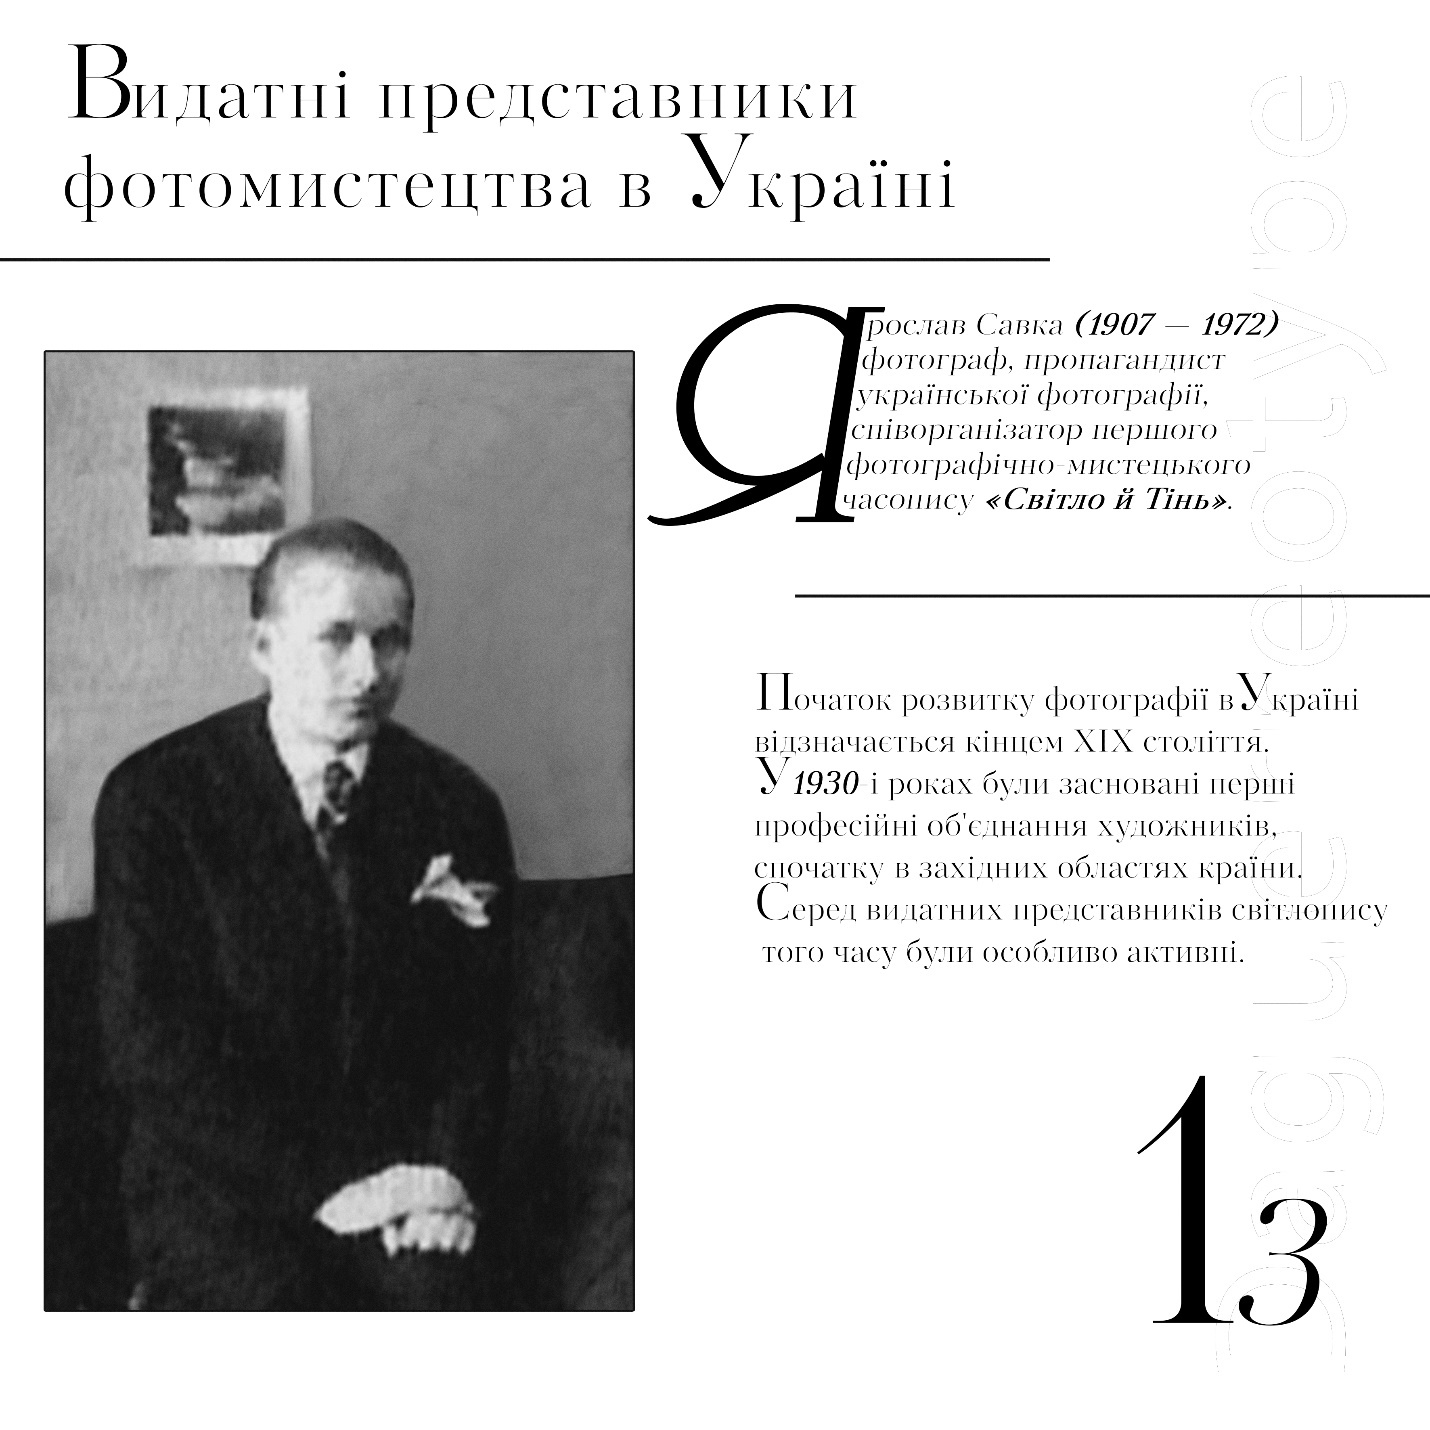 Видатні представники
фотомистецтва в Україні
Ярослав Савка (1907 — 1972)
фотограф, пропагандист
української фотографії,
співорганізатор першого
фотографічно-мистецького
часопису «Світло й Тінь».
Початок розвитку фотографії в Україні
відзначається кінцем XIX століття.
У 1930-і роках були засновані перші
професійні об'єднання художників,
спочатку в західних областях країни.
Серед видатних представників світлопису
того часу були особливо активні.
13
Daguerreotype